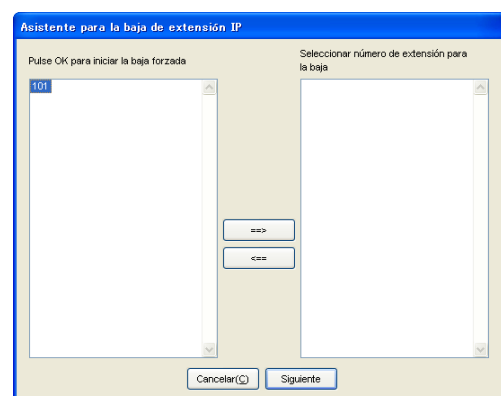 Asistente para la baja de extensión IP
Pulse OK para iniciar la baja forzada
Seleccionar número de extensión para
la baja
101
==>
<==
Cancelar(C)
Siguiente